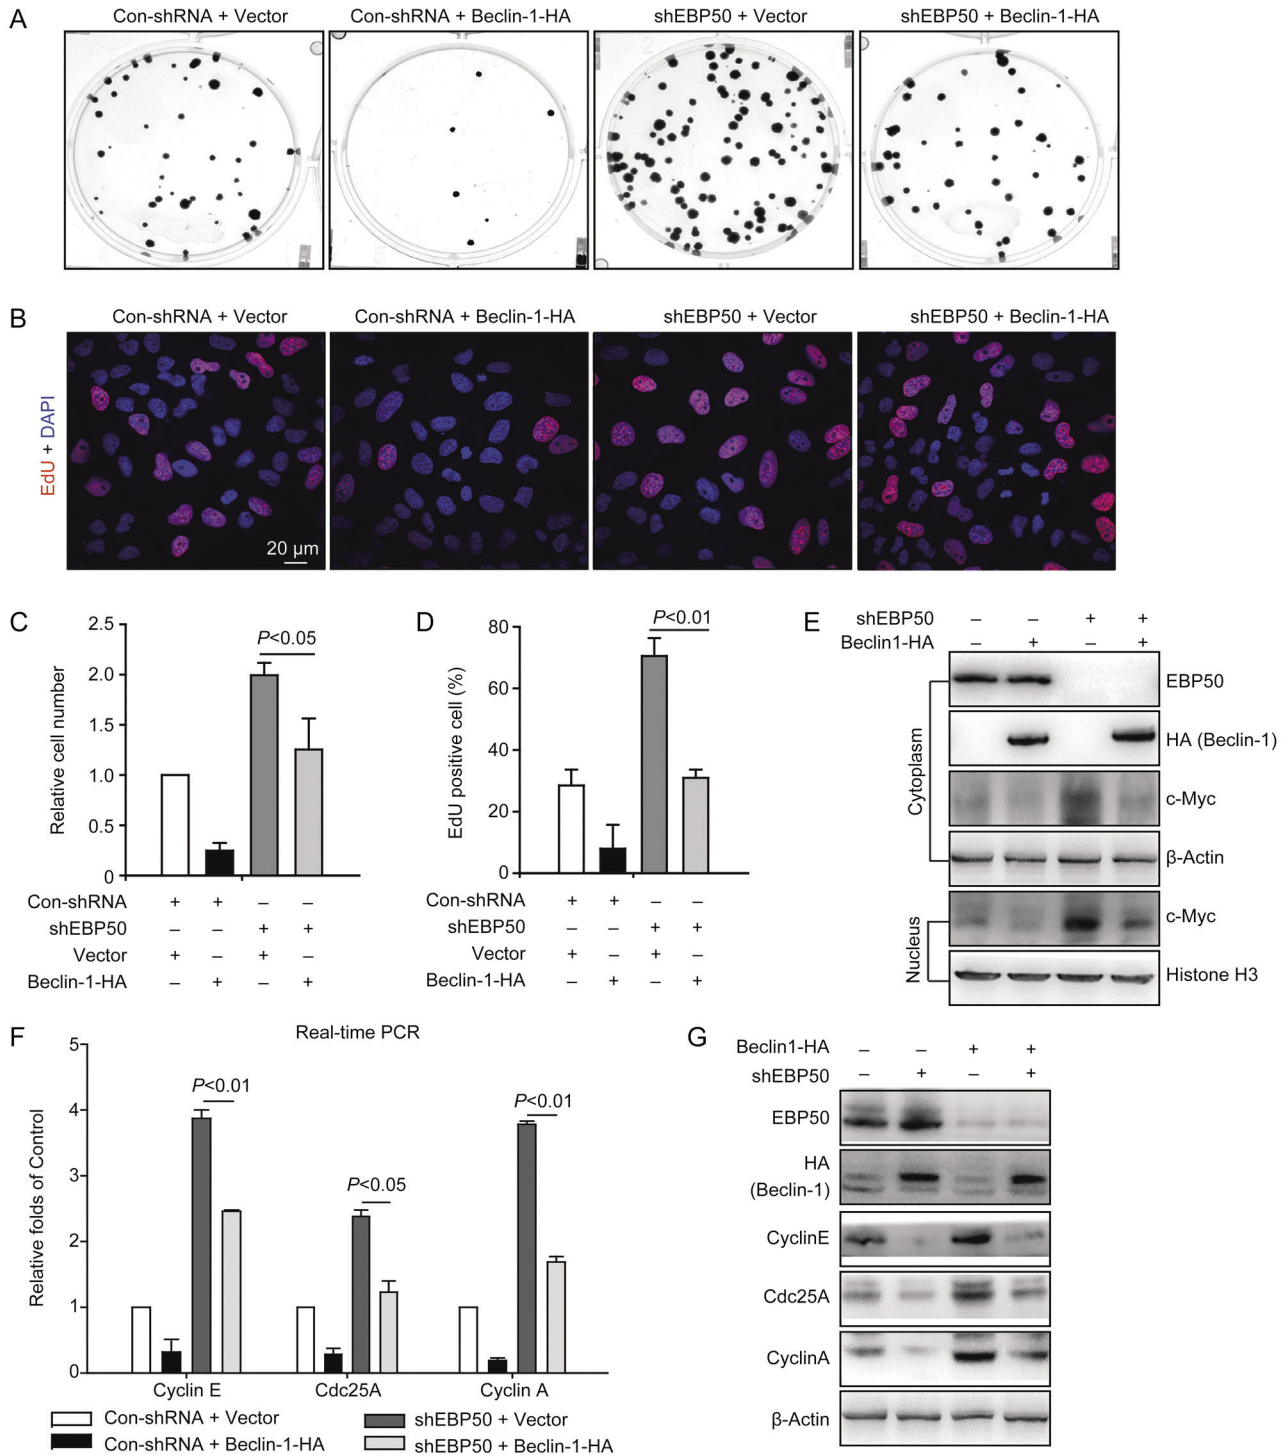 A
Con-shRNA + Vector
Con-shRNA + Beclin-1-HA
shEBP50 + Vector
shEBP50 + Beclin-1-HA
B
Con-shRNA + Vector
Con-shRNA + Beclin-1-HA
shEBP50 + Vector
shEBP50 + Beclin-1-HA
EdU + DAPI
20 μm
C
Relative cell number
2.5
2.0
1.5
1.0
0.5
0
P<0.05
Con-shRNA + + – –
shEBP50 – – + +
Vector + – + –
Beclin-1-HA – + – +
D
EdU positive cell (%)
80
60
40
20
0
P<0.01
Con-shRNA + + – –
shEBP50 – – + +
Vector + – + –
Beclin-1-HA – + – +
E
shEBP50 – – + +
Beclin1-HA – + – +
Cytoplasm
EBP50
HA (Beclin-1)
c-Myc
β-Actin
Nucleus
c-Myc
Histone H3
F
Real-time PCR
Relative folds of Control
5
4
3
2
1
0
P<0.01
P<0.05
P<0.01
Cyclin E
Cdc25A
Cyclin A
Con-shRNA + Vector
shEBP50 + Vector
Con-shRNA + Beclin-1-HA
shEBP50 + Beclin-1-HA
G
Beclin1-HA – – + +
shEBP50 – + – +
EBP50
HA
(Beclin-1)
CyclinE
Cdc25A
CyclinA
β-Actin